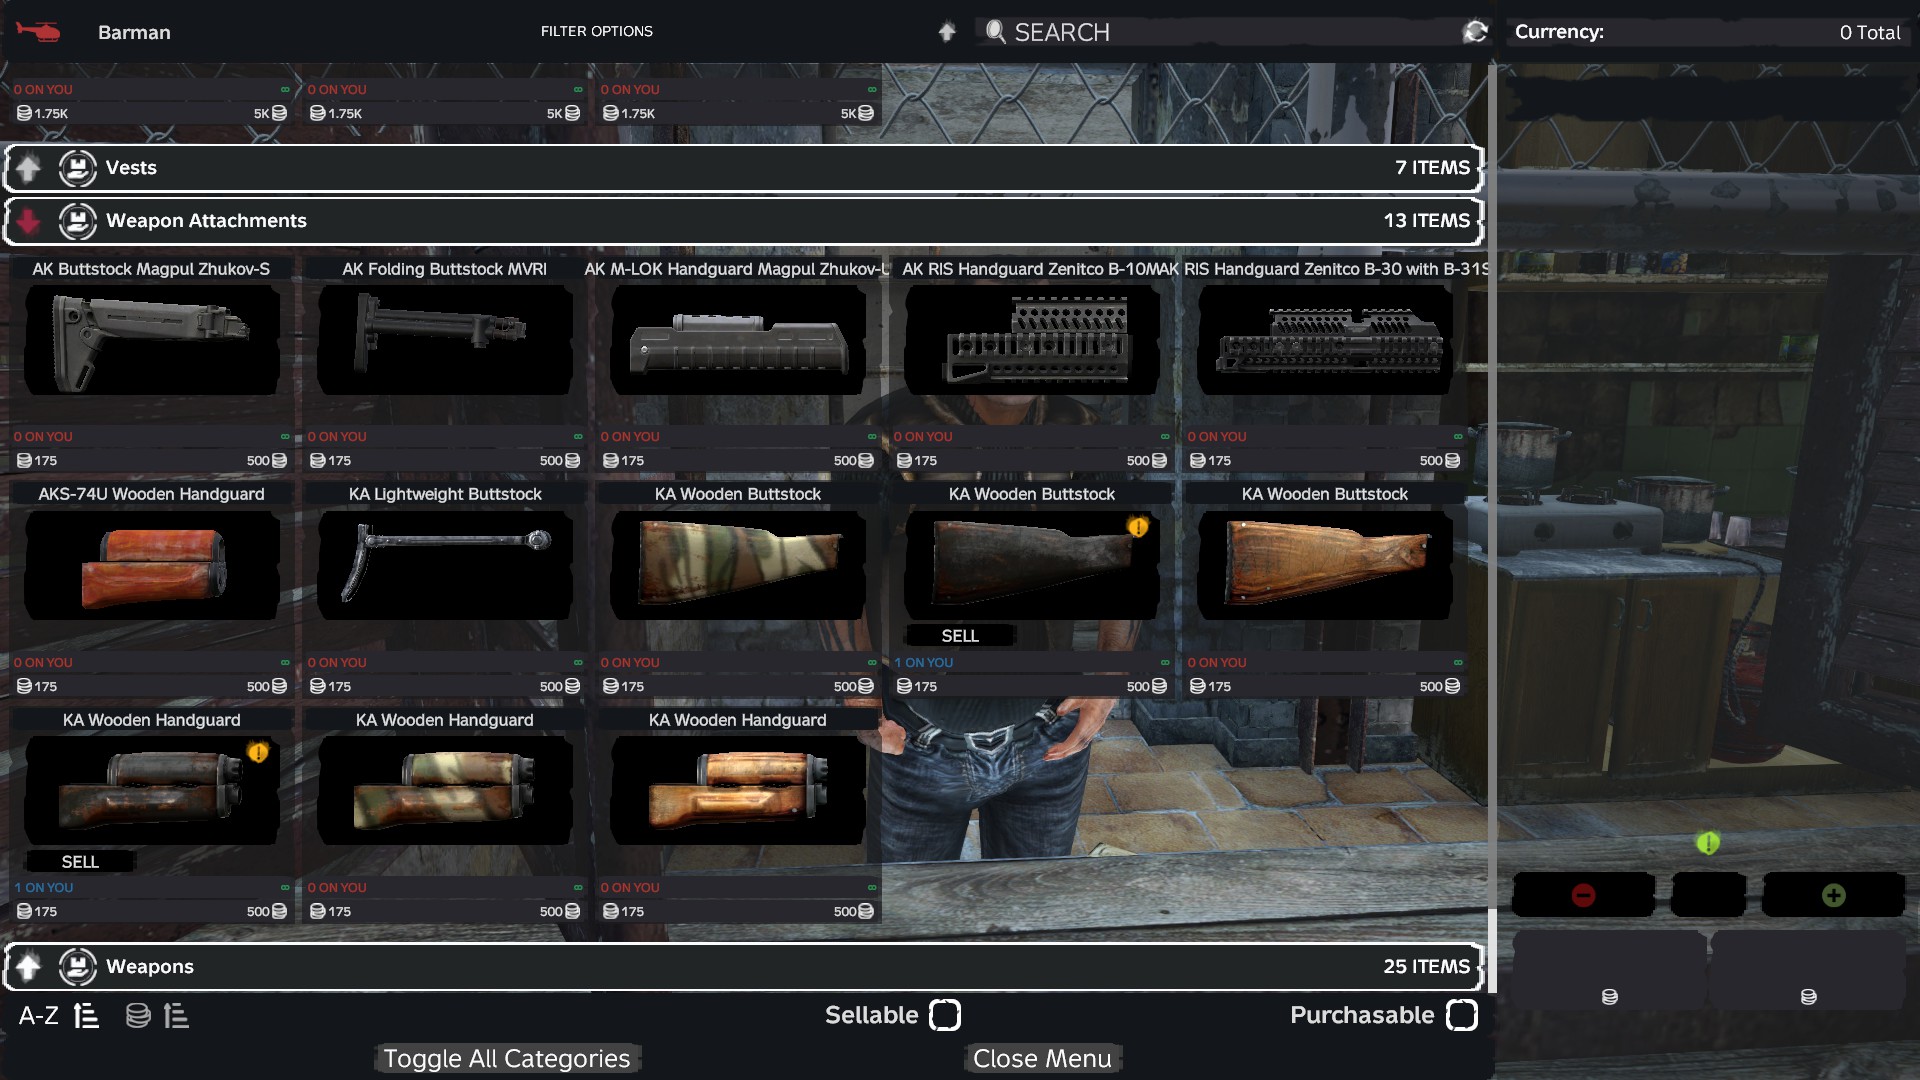 Barman
FILTER OPTIONS
SEARCH
Currency:
0 Total
0 ON YOU ∞ 0 ON YOU ∞ 0 ON YOU ∞
1.75K 5K 1.75K 5K 1.75K 5K
Vests 7 ITEMS
Weapon Attachments 13 ITEMS
AK Buttstock Magpul Zhukov-S
AK Folding Buttstock MVRI
AK M-LOK Handguard Magpul Zhukov-U
AK RIS Handguard Zenitco B-10M
AK RIS Handguard Zenitco B-30 with B-31S
0 ON YOU ∞ 0 ON YOU ∞ 0 ON YOU ∞ 0 ON YOU ∞ 0 ON YOU ∞
175 500 175 500 175 500 175 500 175 500
AKS-74U Wooden Handguard
KA Lightweight Buttstock
KA Wooden Buttstock
KA Wooden Buttstock
KA Wooden Buttstock
SELL
0 ON YOU ∞ 0 ON YOU ∞ 0 ON YOU ∞ 1 ON YOU ∞ 0 ON YOU ∞
175 500 175 500 175 500 175 500 175 500
KA Wooden Handguard
KA Wooden Handguard
KA Wooden Handguard
SELL
1 ON YOU ∞ 0 ON YOU ∞ 0 ON YOU ∞
175 500 175 500 175 500
Weapons 25 ITEMS
A-Z
Sellable
Purchasable
Toggle All Categories
Close Menu